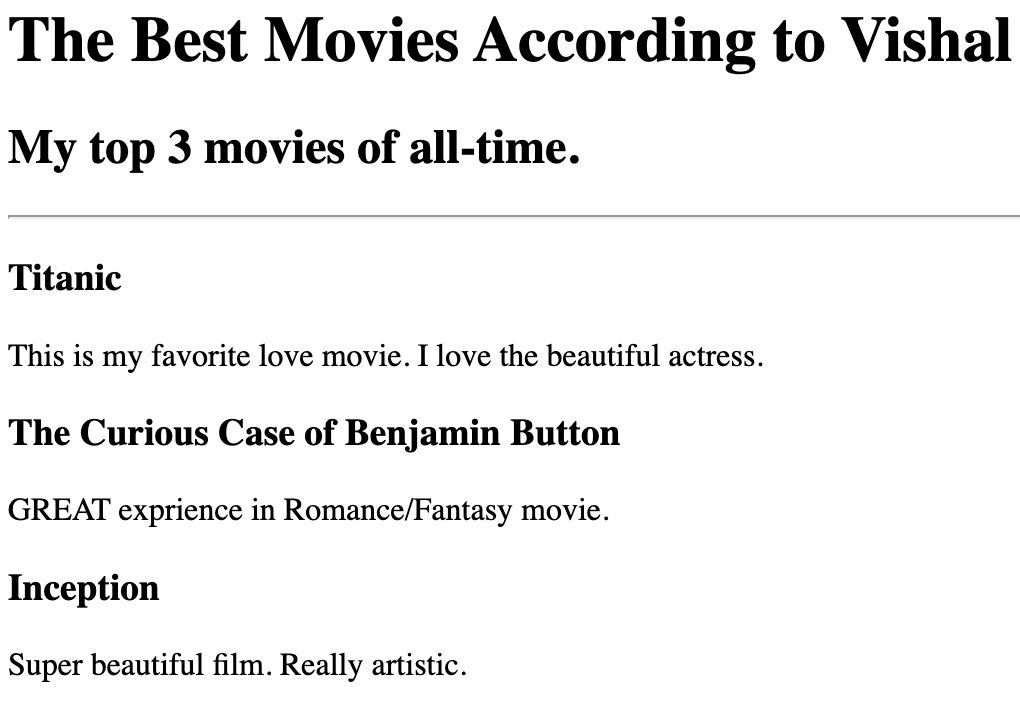 The Best Movies According to Vishal
My top 3 movies of all-time.
Titanic
This is my favorite love movie. I love the beautiful actress.
The Curious Case of Benjamin Button
GREAT exprience in Romance/Fantasy movie.
Inception
Super beautiful film. Really artistic.